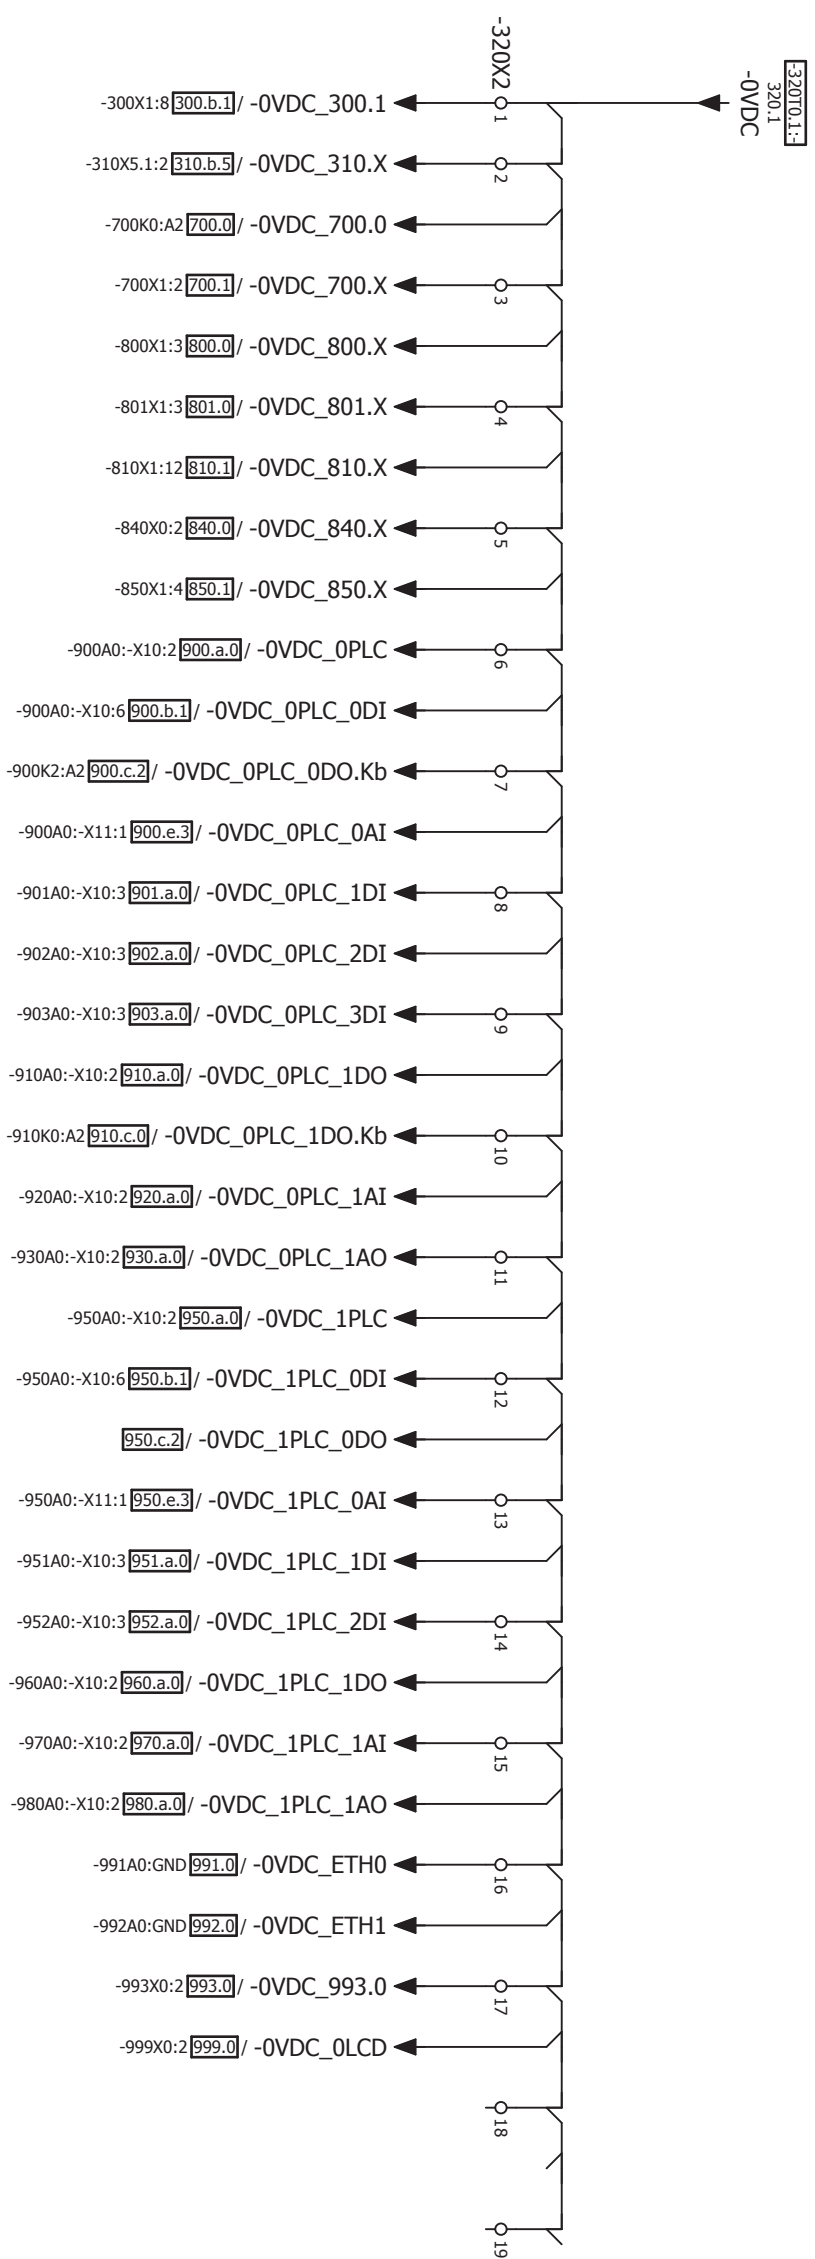 -320T0.1:-
320.1
-0VDC
-320X2
-300X1:8 300.b.1 / -0VDC_300.1 1
-310X5.1:2 310.b.5 / -0VDC_310.X 2
-700K0:A2 700.0 / -0VDC_700.0
-700X1:2 700.1 / -0VDC_700.X 3
-800X1:3 800.0 / -0VDC_800.X
-801X1:3 801.0 / -0VDC_801.X 4
-810X1:12 810.1 / -0VDC_810.X
-840X0:2 840.0 / -0VDC_840.X 5
-850X1:4 850.1 / -0VDC_850.X
-900A0:-X10:2 900.a.0 / -0VDC_0PLC 6
-900A0:-X10:6 900.b.1 / -0VDC_0PLC_0DI
-900K2:A2 900.c.2 / -0VDC_0PLC_0DO.Kb 7
-900A0:-X11:1 900.e.3 / -0VDC_0PLC_0AI
-901A0:-X10:3 901.a.0 / -0VDC_0PLC_1DI 8
-902A0:-X10:3 902.a.0 / -0VDC_0PLC_2DI
-903A0:-X10:3 903.a.0 / -0VDC_0PLC_3DI 9
-910A0:-X10:2 910.a.0 / -0VDC_0PLC_1DO
-910K0:A2 910.c.0 / -0VDC_0PLC_1DO.Kb 10
-920A0:-X10:2 920.a.0 / -0VDC_0PLC_1AI
-930A0:-X10:2 930.a.0 / -0VDC_0PLC_1AO 11
-950A0:-X10:2 950.a.0 / -0VDC_1PLC
-950A0:-X10:6 950.b.1 / -0VDC_1PLC_0DI 12
950.c.2 / -0VDC_1PLC_0DO
-950A0:-X11:1 950.e.3 / -0VDC_1PLC_0AI 13
-951A0:-X10:3 951.a.0 / -0VDC_1PLC_1DI
-952A0:-X10:3 952.a.0 / -0VDC_1PLC_2DI 14
-960A0:-X10:2 960.a.0 / -0VDC_1PLC_1DO
-970A0:-X10:2 970.a.0 / -0VDC_1PLC_1AI 15
-980A0:-X10:2 980.a.0 / -0VDC_1PLC_1AO
-991A0:GND 991.0 / -0VDC_ETH0 16
-992A0:GND 992.0 / -0VDC_ETH1
-993X0:2 993.0 / -0VDC_993.0 17
-999X0:2 999.0 / -0VDC_0LCD
18
19